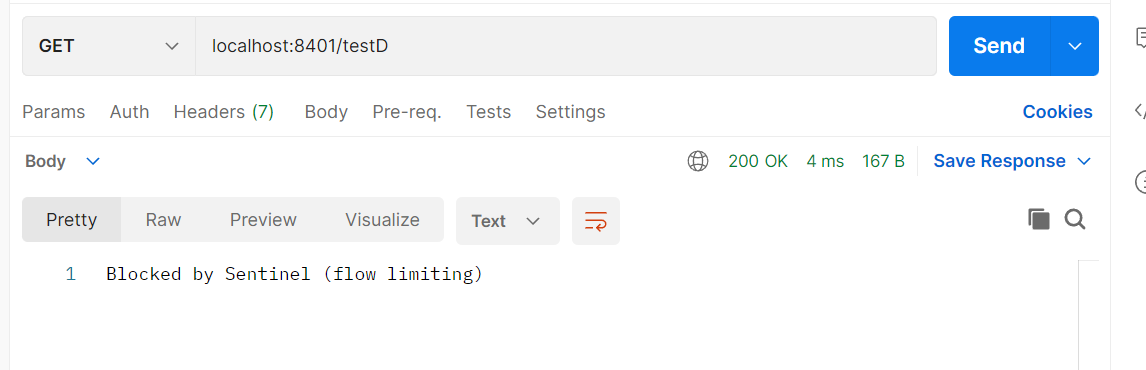 GET localhost:8401/testD Send
Params Auth Headers (7) Body Pre-req. Tests Settings Cookies
Body 200 OK 4 ms 167 B Save Response
Pretty Raw Preview Visualize Text
1 Blocked by Sentinel (flow limiting)